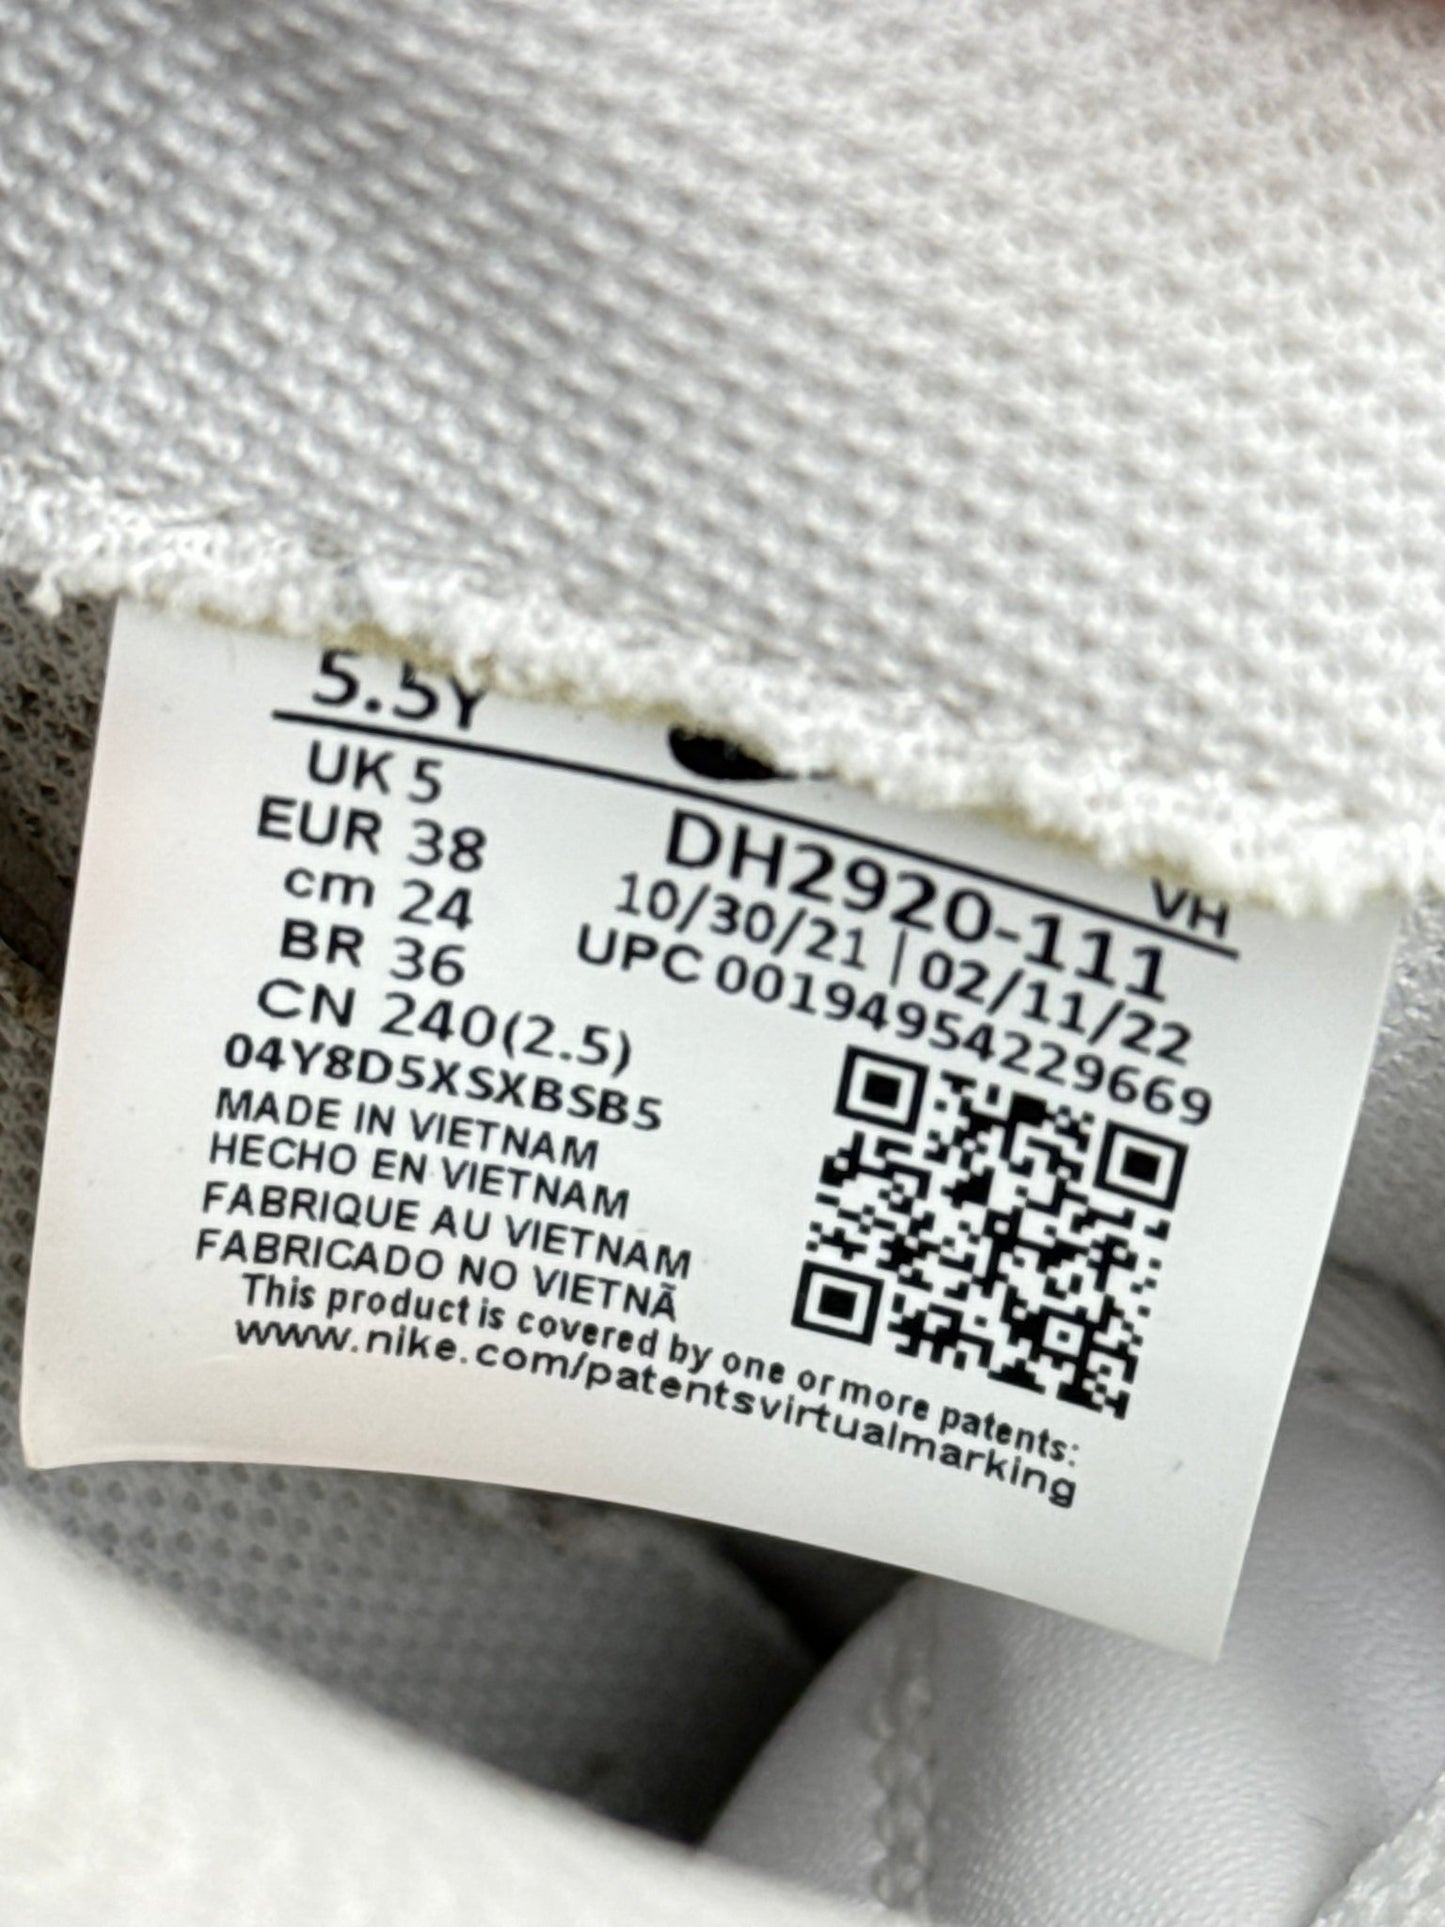 5.5Y
VH
UK 5
EUR 38
cm 24
BR 36
CN 240(2.5)
04Y8D5XSXBSB5
DH2920-111
10/30/21 | 02/11/22
UPC 00194954229669
MADE IN VIETNAM
HECHO EN VIETNAM
FABRIQUE AU VIETNAM
FABRICADO NO VIETNÃ
This product is covered by one or more patents:
www.nike.com/patentsvirtualmarking